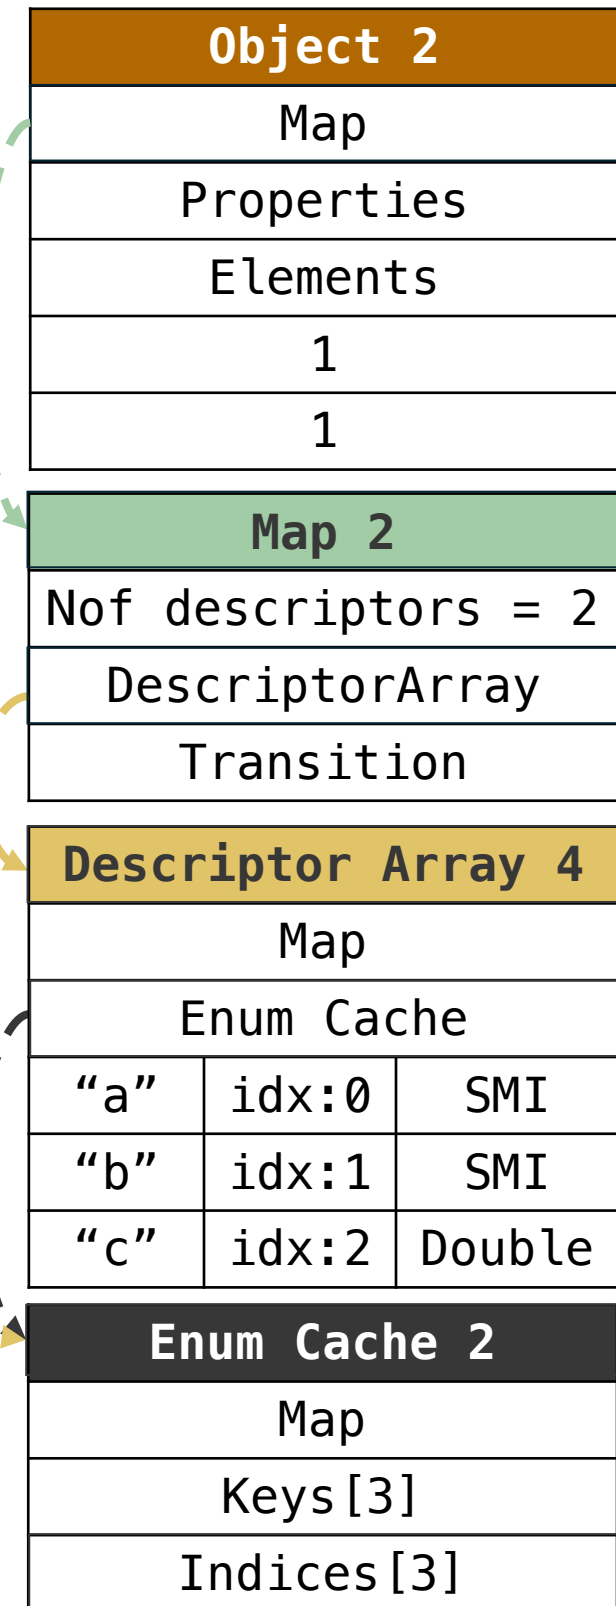 Object 2
Map
Properties
Elements
1
1
Map 2
Nof descriptors = 2
DescriptorArray
Transition
Descriptor Array 4
Map
Enum Cache
“a” idx:0 SMI
“b” idx:1 SMI
“c” idx:2 Double
Enum Cache 2
Map
Keys[3]
Indices[3]